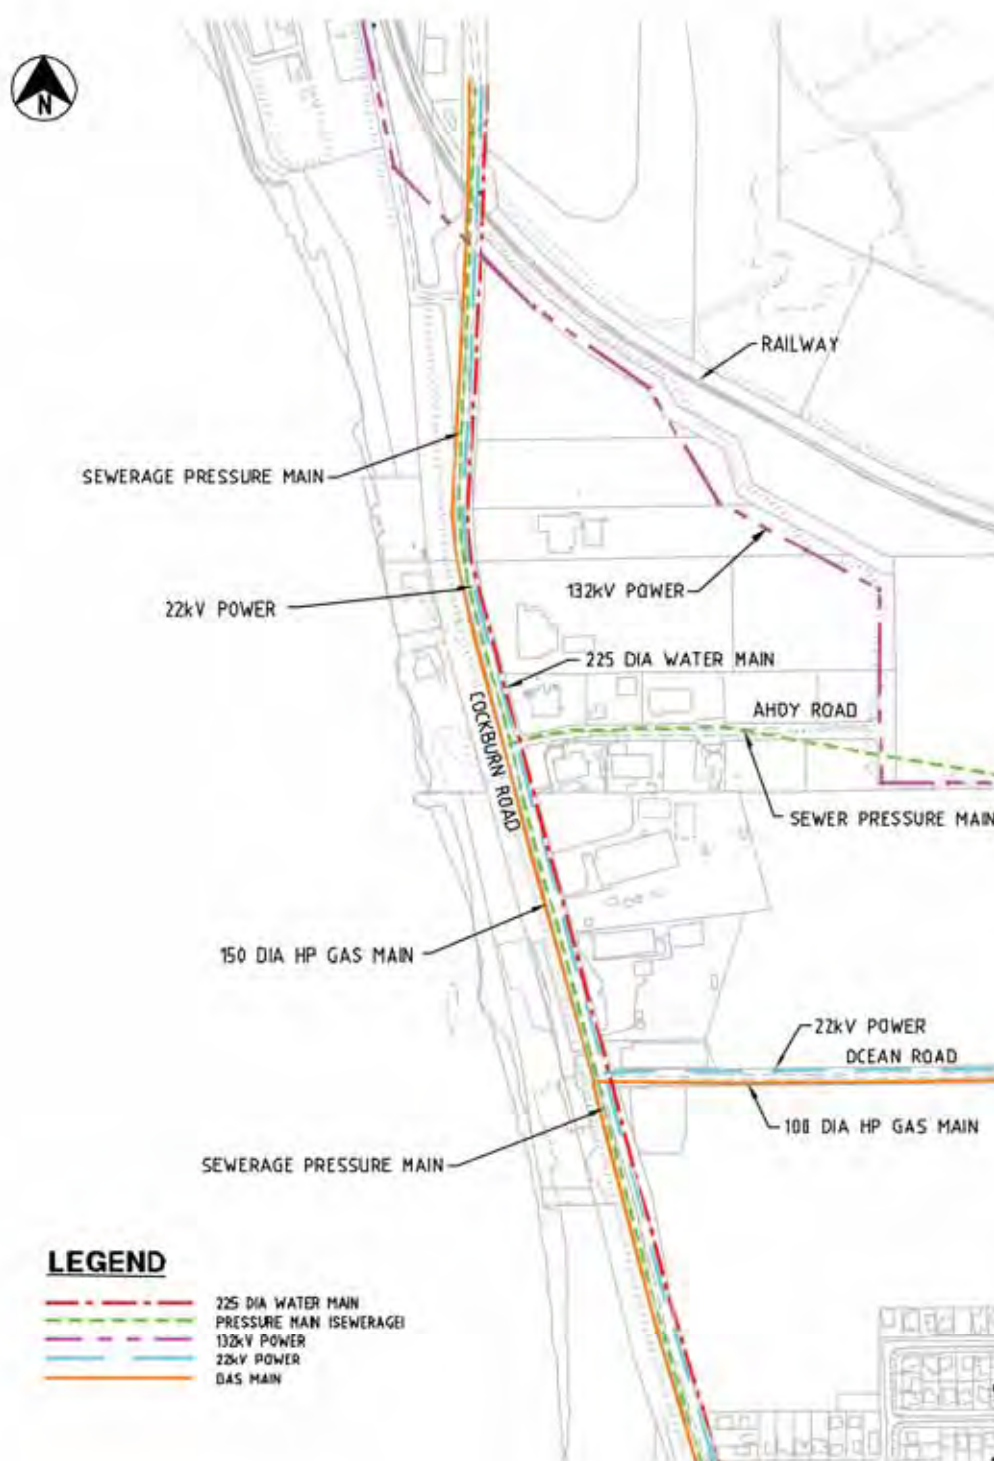 N
RAILWAY
SEWERAGE PRESSURE MAIN
132kV POWER
22kV POWER
225 DIA WATER MAIN
COCKBURN ROAD
AHOY ROAD
SEWER PRESSURE MAIN
150 DIA HP GAS MAIN
22kV POWER
OCEAN ROAD
100 DIA HP GAS MAIN
SEWERAGE PRESSURE MAIN
LEGEND
225 DIA WATER MAIN
PRESSURE MAIN (SEWERAGE)
132kV POWER
22kV POWER
GAS MAIN